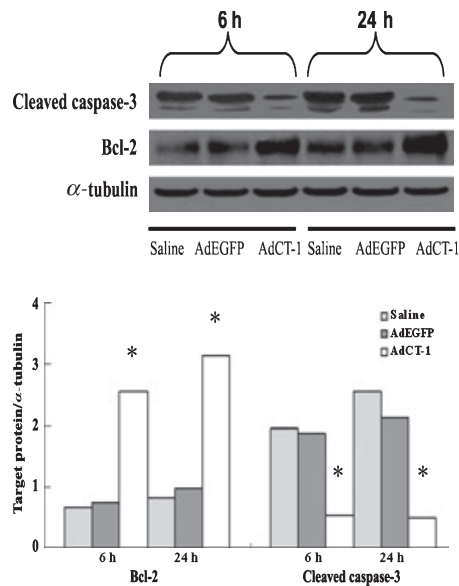 6 h 24 h
Cleaved caspase-3
Bcl-2
α-tubulin
Saline AdEGFP AdCT-1 Saline AdEGFP AdCT-1
Target protein/α-tubulin
4
3
2
1
0
* * * *
Saline
AdEGFP
AdCT-1
6 h 24 h 6 h 24 h
Bcl-2 Cleaved caspase-3